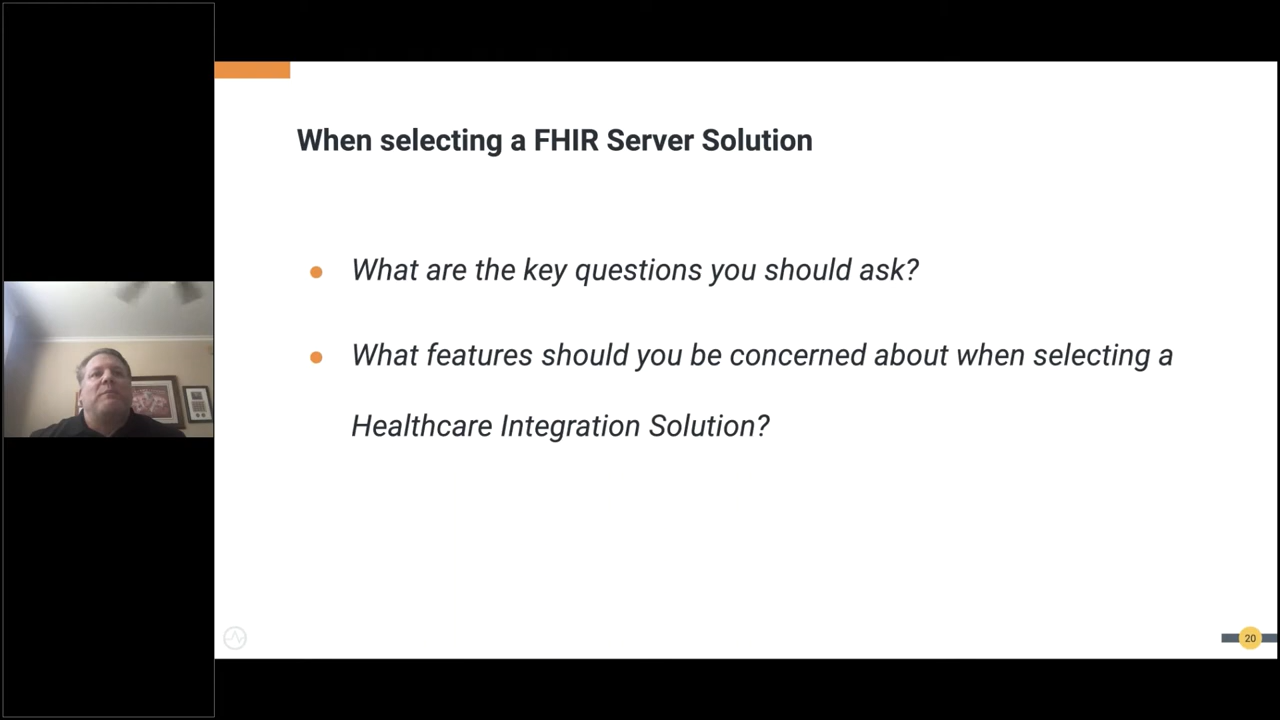 When selecting a FHIR Server Solution
What are the key questions you should ask?
What features should you be concerned about when selecting a
Healthcare Integration Solution?
20